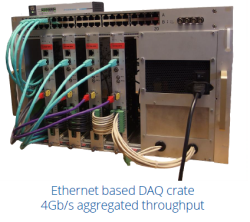 Ethernet based DAQ crate
4Gb/s aggregated throughput